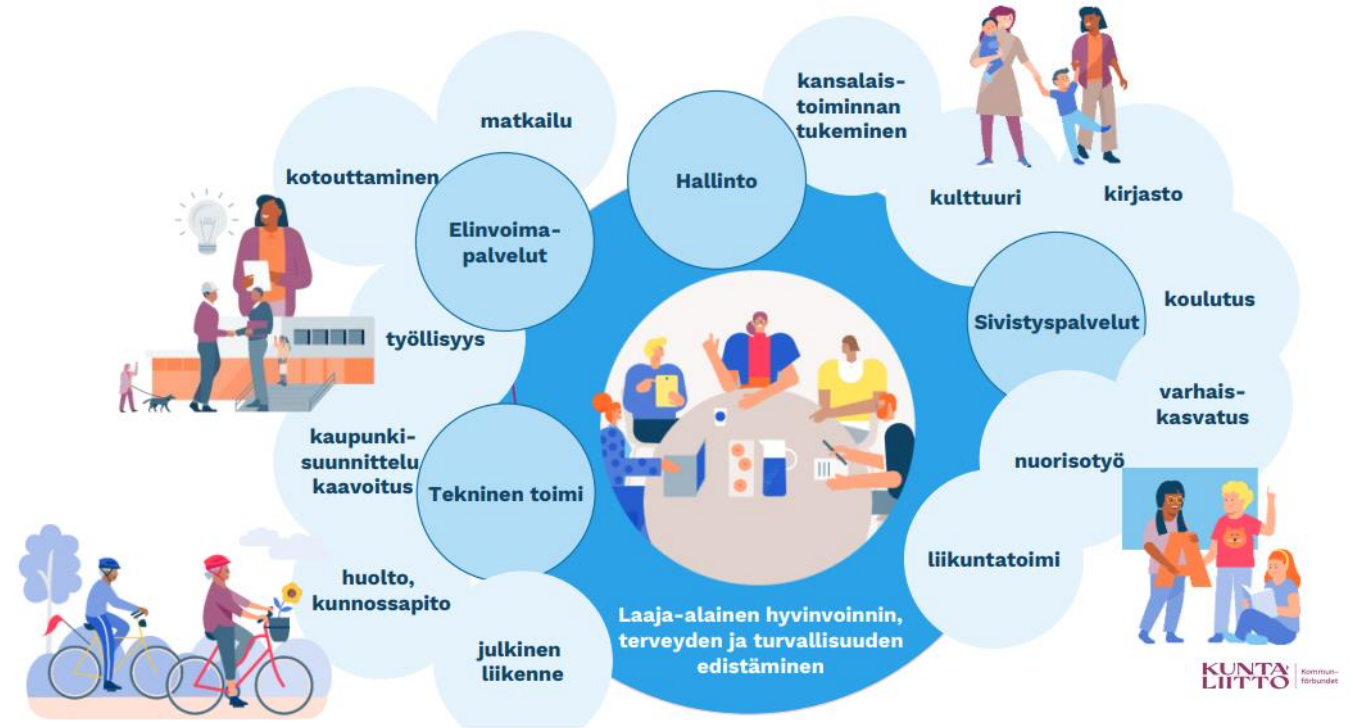 matkailu
kotouttaminen
Elinvoima-
palvelut
työllisyys
kaupunki-
suunnittelu
kaavoitus
Tekninen toimi
huolto,
kunnossapito
julkinen
liikenne
Hallinto
kansalais-
toiminnan
tukeminen
kulttuuri
kirjasto
Sivistyspalvelut
koulutus
varhais-
kasvatus
nuorisotyö
liikuntatoimi
Laaja-alainen hyvinvoinnin,
terveyden ja turvallisuuden
edistäminen
A
KUNTA
LIITTO
Kommun-
förbundet